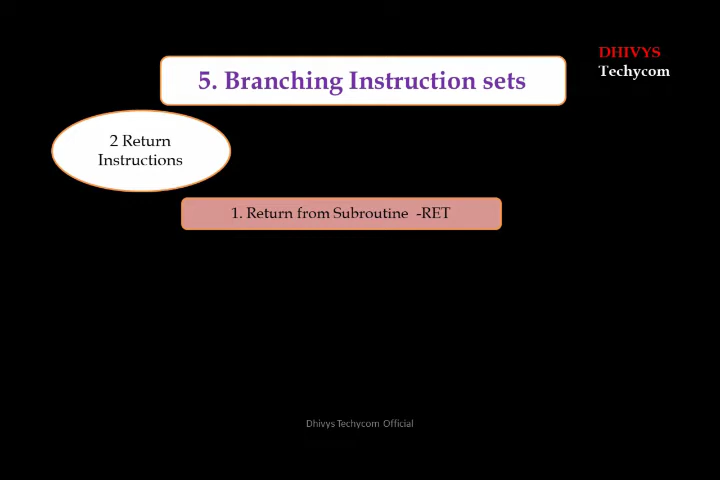 DHIVYS
Techycom
5. Branching Instruction sets
2 Return
Instructions
1. Return from Subroutine -RET
Dhivys Techycom Official